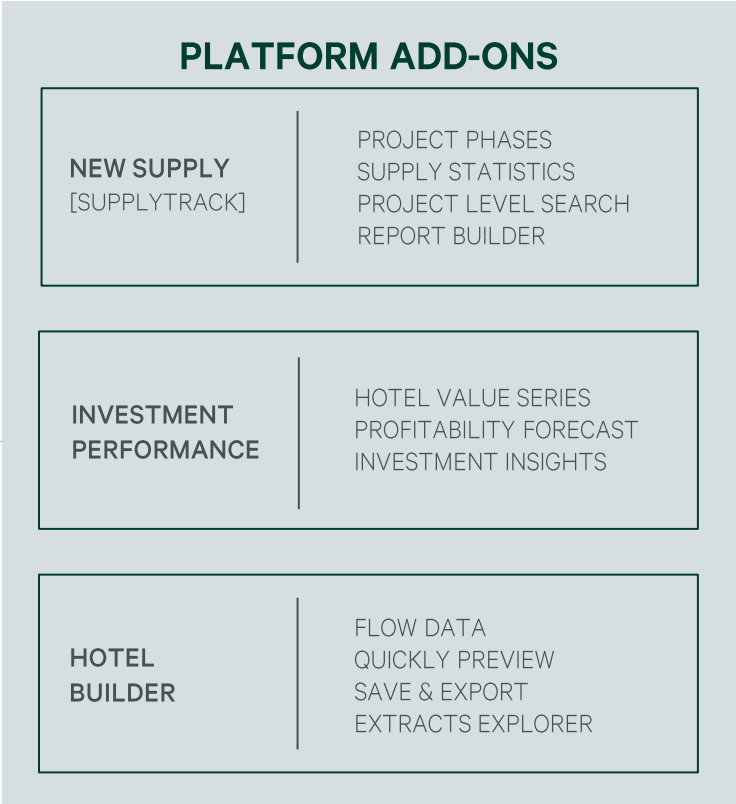 PLATFORM ADD-ONS
NEW SUPPLY
[SUPPLYTRACK]
PROJECT PHASES
SUPPLY STATISTICS
PROJECT LEVEL SEARCH
REPORT BUILDER
INVESTMENT
PERFORMANCE
HOTEL VALUE SERIES
PROFITABILITY FORECAST
INVESTMENT INSIGHTS
HOTEL
BUILDER
FLOW DATA
QUICKLY PREVIEW
SAVE & EXPORT
EXTRACTS EXPLORER